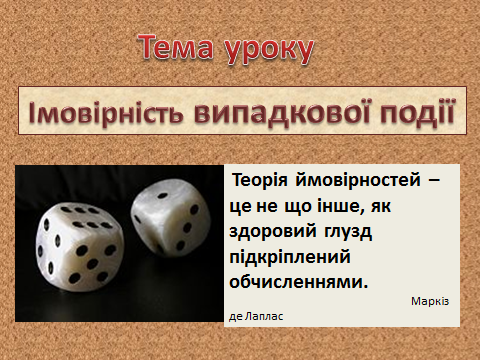 Тема уроку
Імовірність випадкової події
Теорія ймовірностей –
це не що інше, як
здоровий глузд
підкріплений
обчисленнями.
Маркіз
де Лаплас